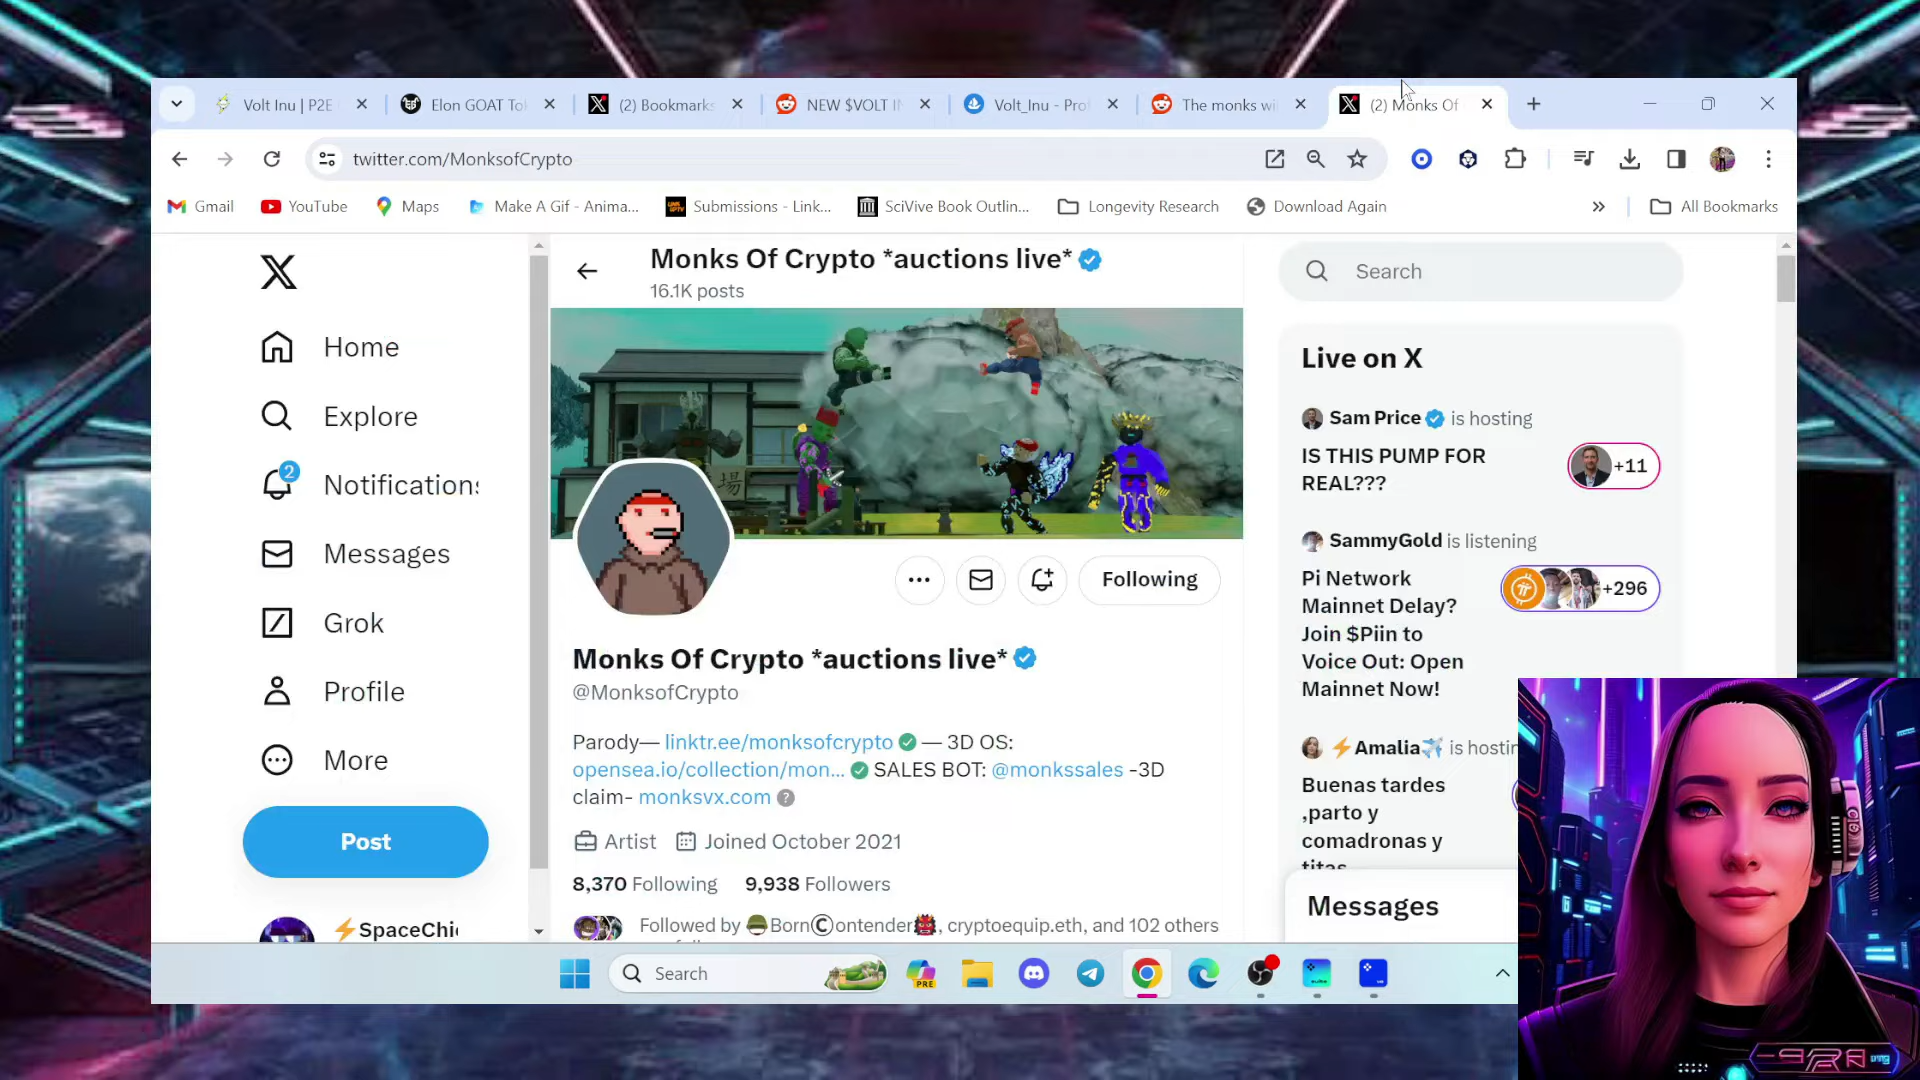 Volt Inu | P2E
Elon GOAT To
(2) Bookmarks
NEW $VOLT I
Volt_Inu - Pro
The monks wi
(2) Monks Of
twitter.com/MonksofCrypto
Gmail
YouTube
Maps
Make A Gif - Anima...
Submissions - Link...
SciVive Book Outlin...
Longevity Research
Download Again
»
All Bookmarks
Home
Explore
2
Notifications
Messages
Grok
Profile
More
Post
⚡SpaceChi
Monks Of Crypto *auctions live*
16.1K posts
場
Following
Monks Of Crypto *auctions live*
@MonksofCrypto
Parody— linktr.ee/monksofcrypto ✅ — 3D OS:
opensea.io/collection/mon... ✅ SALES BOT: @monkssales -3D
claim- monksvx.com ?
Artist Joined October 2021
8,370 Following 9,938 Followers
Followed by BornⒸontender, cryptoequip.eth, and 102 others
Search
Live on X
Sam Price is hosting
IS THIS PUMP FOR
REAL???
+11
SammyGold is listening
Pi Network
Mainnet Delay?
Join $Piin to
Voice Out: Open
Mainnet Now!
+296
⚡Amalia✈️ is hostin
Buenas tardes
,parto y
comadronas y
titas
Messages
Search
PRE